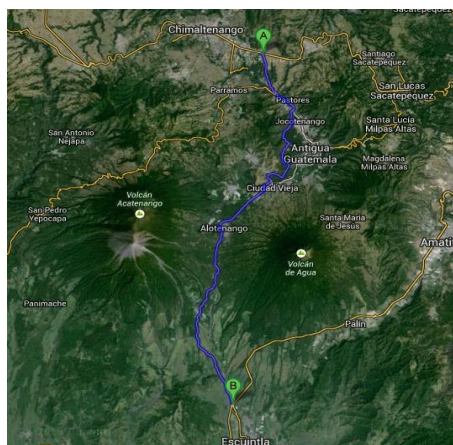 Sacatepéquez
Chimaltenango
A
Santiago
Sacatepéquez
San Lucas
Sacatepéquez
Parramos
Pastores
Jocotenango
Santa Lucía
Milpas Altas
San Antonio
Nejapa
Antigua
Guatemala
Magdalena
Milpas Altas
Ciudad Vieja
Volcán
Acatenango
San Pedro
Yepocapa
Santa Maria
de Jesus
Alotenango
Amati
Volcán
de Agua
Panimache
Palín
B
Escuintla